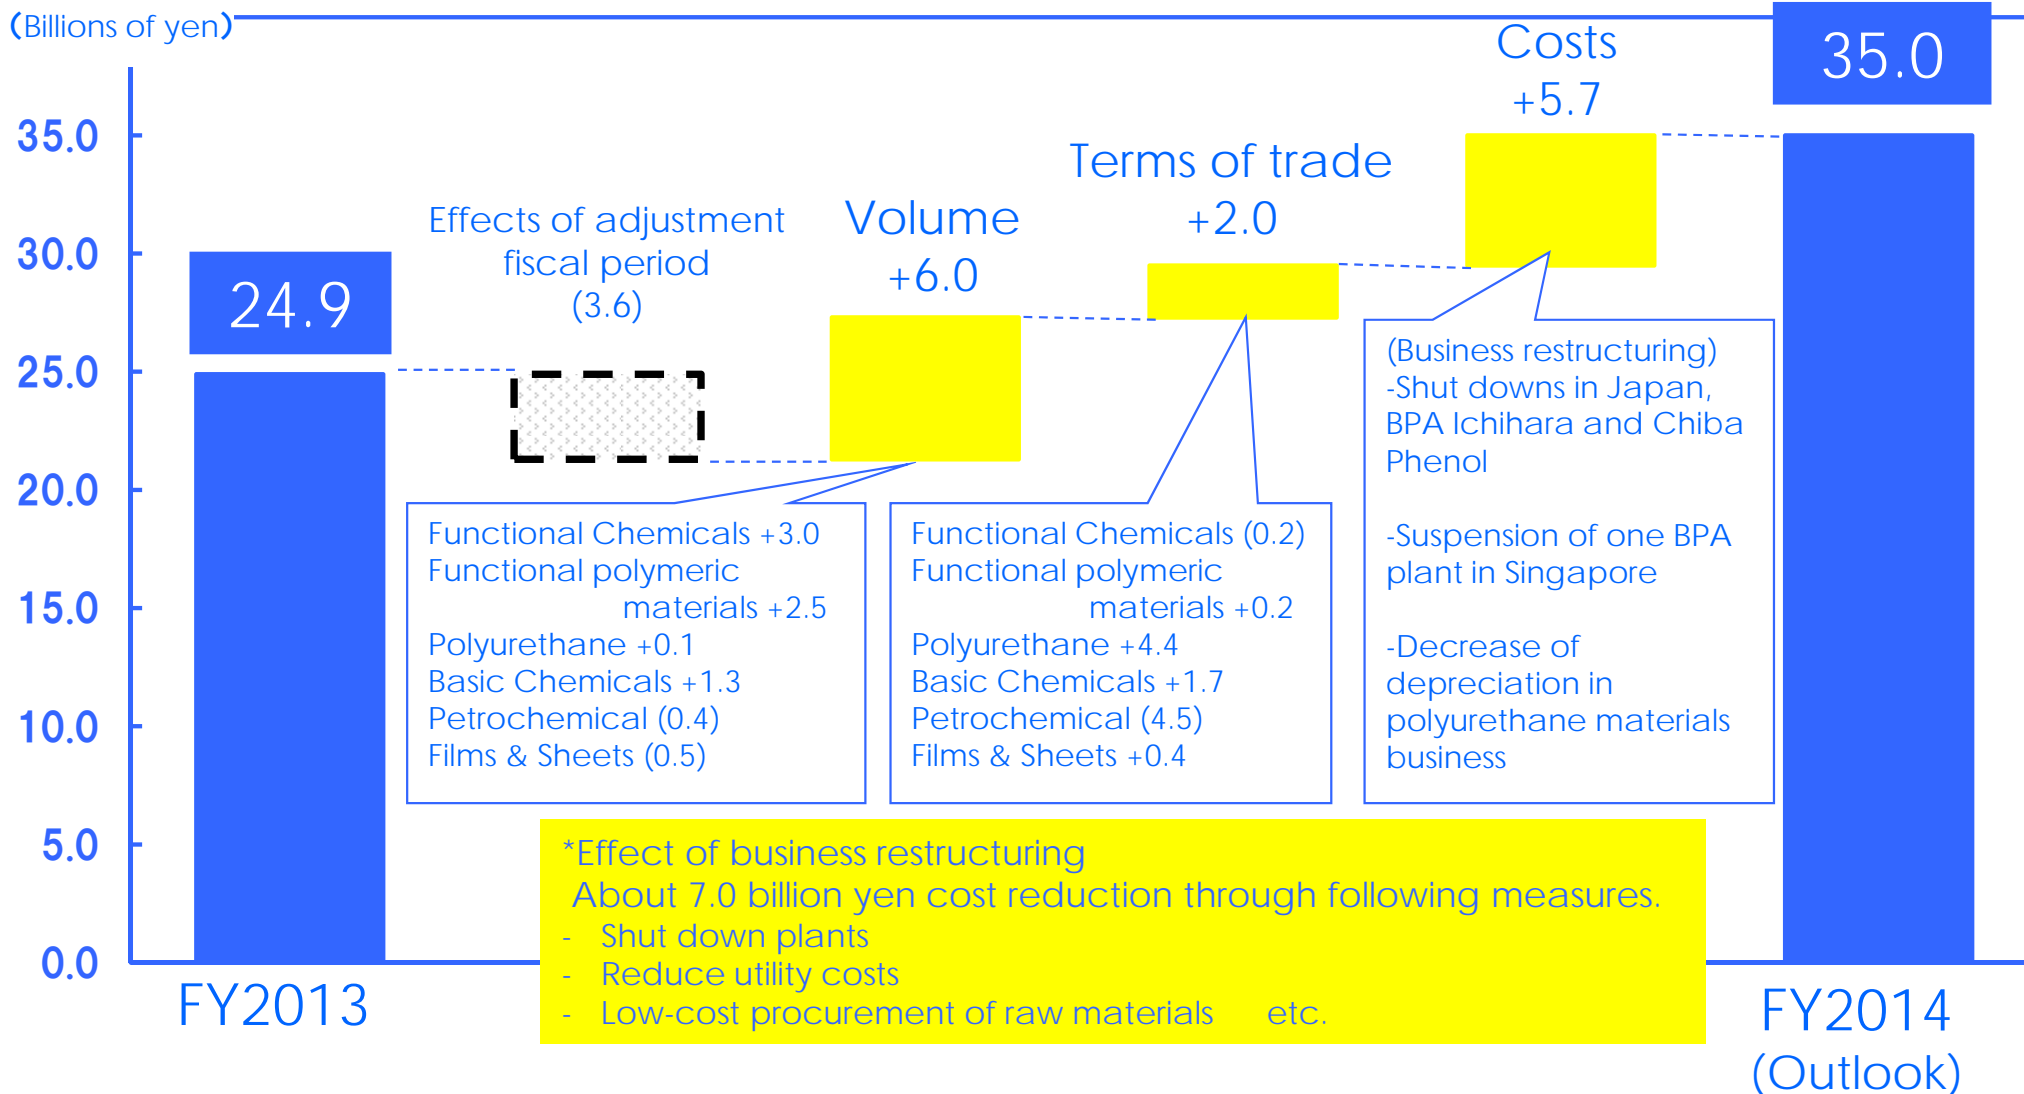 (Billions of yen)
35.0
30.0
25.0
20.0
15.0
10.0
5.0
0.0
24.9
FY2013
Effects of adjustment
fiscal period
(3.6)
Volume
+6.0
Terms of trade
+2.0
Costs
+5.7
35.0
FY2014
(Outlook)
Functional Chemicals +3.0
Functional polymeric
materials +2.5
Polyurethane +0.1
Basic Chemicals +1.3
Petrochemical (0.4)
Films & Sheets (0.5)
Functional Chemicals (0.2)
Functional polymeric
materials +0.2
Polyurethane +4.4
Basic Chemicals +1.7
Petrochemical (4.5)
Films & Sheets +0.4
(Business restructuring)
-Shut downs in Japan,
BPA Ichihara and Chiba
Phenol
-Suspension of one BPA
plant in Singapore
-Decrease of
depreciation in
polyurethane materials
business
*Effect of business restructuring
About 7.0 billion yen cost reduction through following measures.
- Shut down plants
- Reduce utility costs
- Low-cost procurement of raw materials etc.